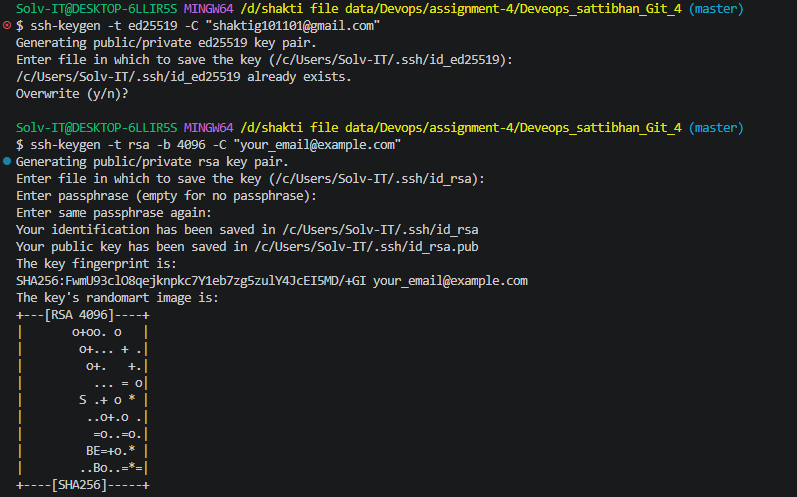 Solv-IT@DESKTOP-6LLIR5S MINGW64 /d/shakti file data/Devops/assignment-4/Deveops_sattibhan_Git_4 (master)
$ ssh-keygen -t ed25519 -C "shaktig101101@gmail.com"
Generating public/private ed25519 key pair.
Enter file in which to save the key (/c/Users/Solv-IT/.ssh/id_ed25519):
/c/Users/Solv-IT/.ssh/id_ed25519 already exists.
Overwrite (y/n)?
Solv-IT@DESKTOP-6LLIR5S MINGW64 /d/shakti file data/Devops/assignment-4/Deveops_sattibhan_Git_4 (master)
$ ssh-keygen -t rsa -b 4096 -C "your_email@example.com"
Generating public/private rsa key pair.
Enter file in which to save the key (/c/Users/Solv-IT/.ssh/id_rsa):
Enter passphrase (empty for no passphrase):
Enter same passphrase again:
Your identification has been saved in /c/Users/Solv-IT/.ssh/id_rsa
Your public key has been saved in /c/Users/Solv-IT/.ssh/id_rsa.pub
The key fingerprint is:
SHA256:FwmU93clO8qejknpkc7Y1eb7zg5zulY4JcEI5MD/+GI your_email@example.com
The key's randomart image is:
+---[RSA 4096]----+
|       o+oo. o   |
|        o+... + .|
|         o+.   +.|
|          ... = o|
|        S .+ o * |
|         ..o+.o .|
|          =o..=o.|
|         BE=+o.* |
|        ..Bo..=*=|
+----[SHA256]-----+